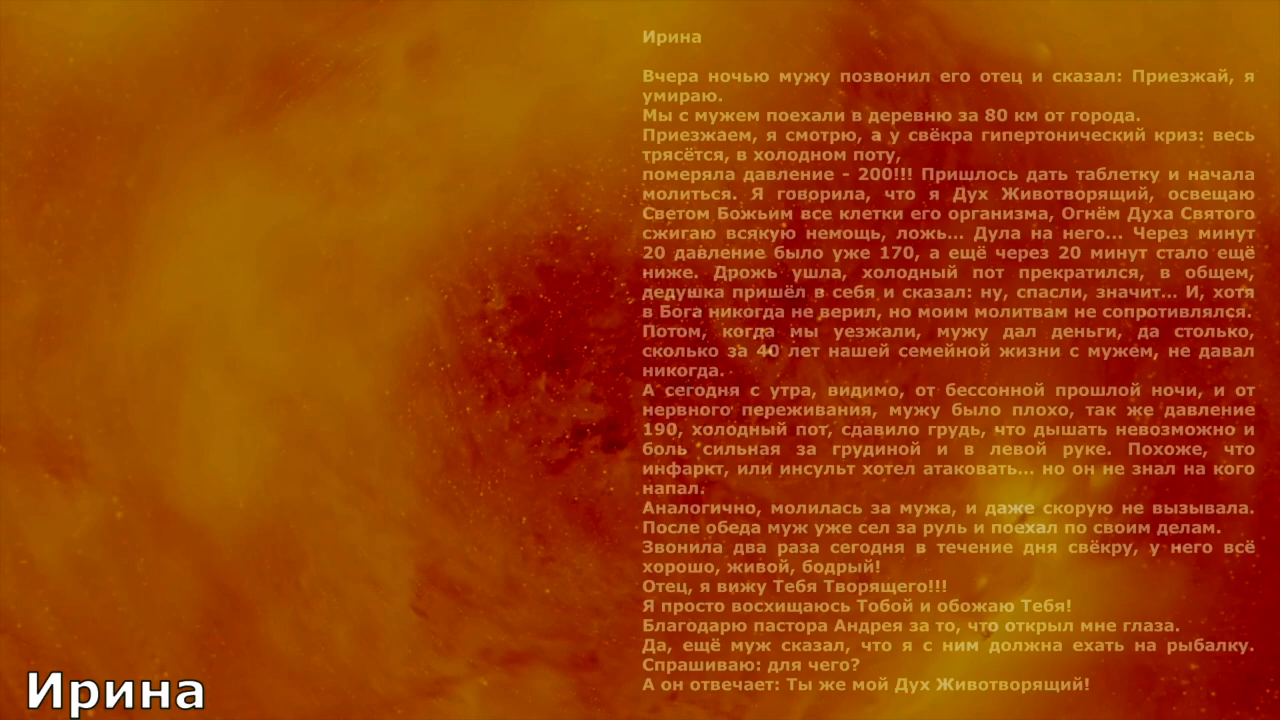 Ирина
Вчера ночью мужу позвонил его отец и сказал: Приезжай, я
умираю.
Мы с мужем поехали в деревню за 80 км от города.
Приезжаем, я смотрю, а у свёкра гипертонический криз: весь
трясётся, в холодном поту,
померяла давление - 200!!! Пришлось дать таблетку и начала
молиться. Я говорила, что я Дух Животворящий, освещаю
Светом Божьим все клетки его организма, Огнём Духа Святого
сжигаю всякую немощь, ложь... Дула на него... Через минут
20 давление было уже 170, а ещё через 20 минут стало ещё
ниже. Дрожь ушла, холодный пот прекратился, в общем,
дедушка пришёл в себя и сказал: ну, спасли, значит... И, хотя
в Бога никогда не верил, но моим молитвам не сопротивлялся.
Потом, когда мы уезжали, мужу дал деньги, да столько,
сколько за 40 лет нашей семейной жизни с мужем, не давал
никогда.
А сегодня с утра, видимо, от бессонной прошлой ночи, и от
нервного переживания, мужу было плохо, так же давление
190, холодный пот, сдавило грудь, что дышать невозможно и
боль сильная за грудиной и в левой руке. Похоже, что
инфаркт, или инсульт хотел атаковать... но он не знал на кого
напал.
Аналогично, молилась за мужа, и даже скорую не вызывала.
После обеда муж уже сел за руль и поехал по своим делам.
Звонила два раза сегодня в течение дня свёкру, у него всё
хорошо, живой, бодрый!
Отец, я вижу Тебя Творящего!!!
Я просто восхищаюсь Тобой и обожаю Тебя!
Благодарю пастора Андрея за то, что открыл мне глаза.
Да, ещё муж сказал, что я с ним должна ехать на рыбалку.
Спрашиваю: для чего?
А он отвечает: Ты же мой Дух Животворящий!
Ирина